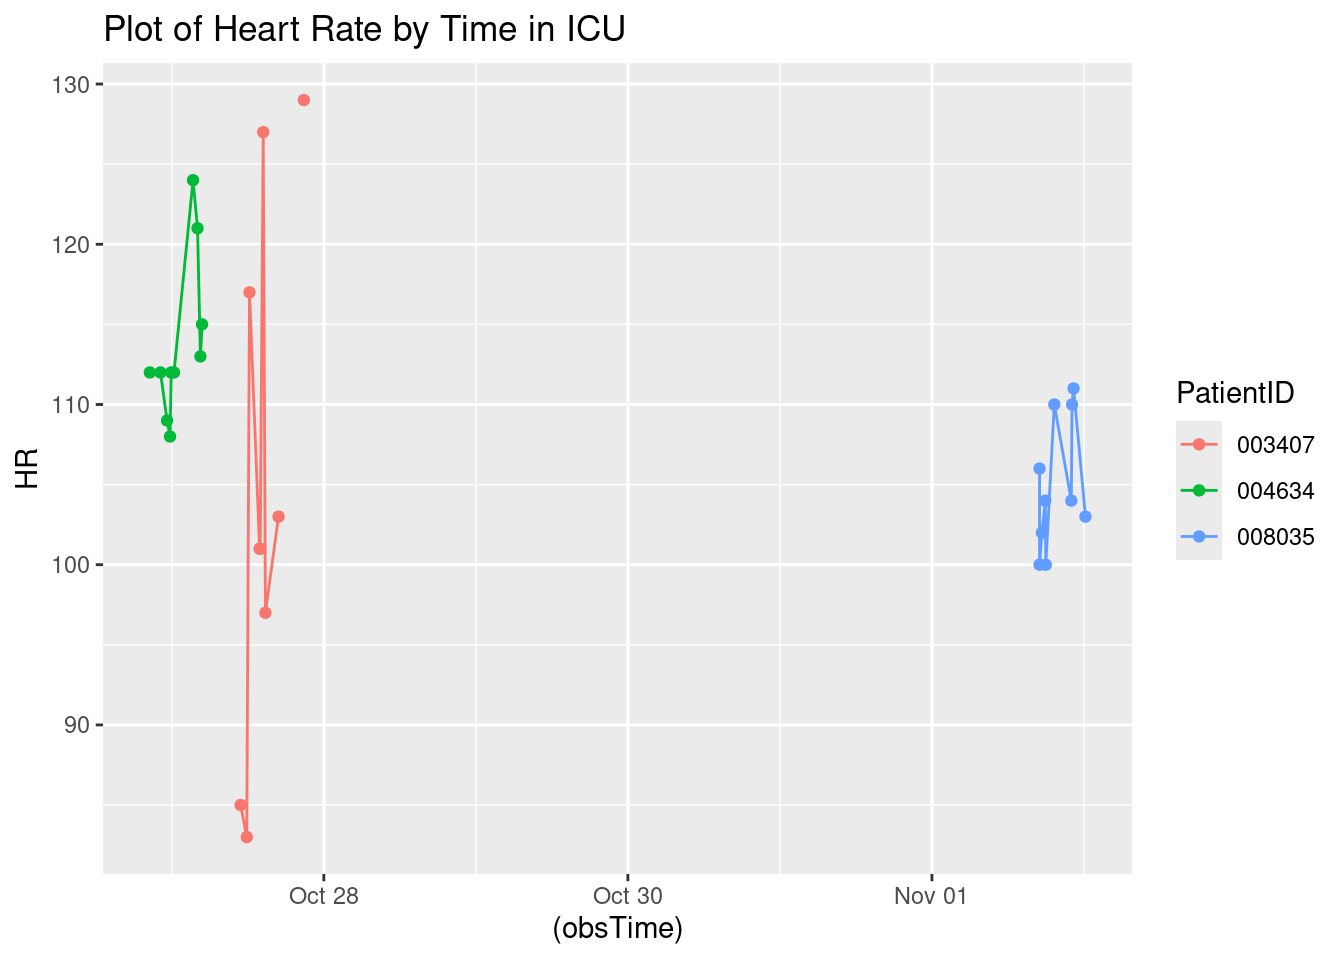 Plot of Heart Rate by Time in ICU
130
120
110
100
90
HR
Oct 28
Oct 30
Nov 01
(obsTime)
PatientID
003407
004634
008035